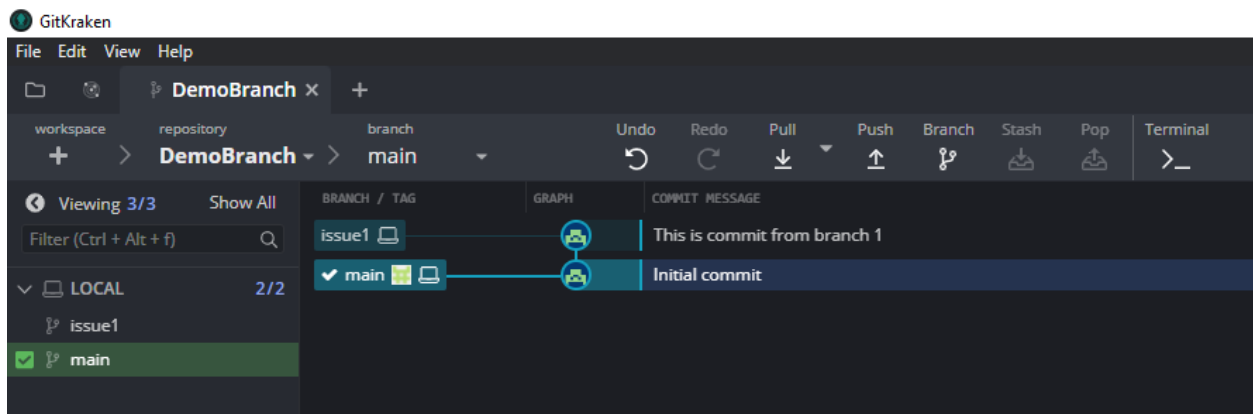 GitKraken
File Edit View Help
DemoBranch × +
workspace repository branch Undo Redo Pull Push Branch Stash Pop Terminal
DemoBranch main
Viewing 3/3 Show All BRANCH / TAG GRAPH COMMIT MESSAGE
Filter (Ctrl + Alt + f) issue1 This is commit from branch 1
LOCAL 2/2 main Initial commit
issue1
main